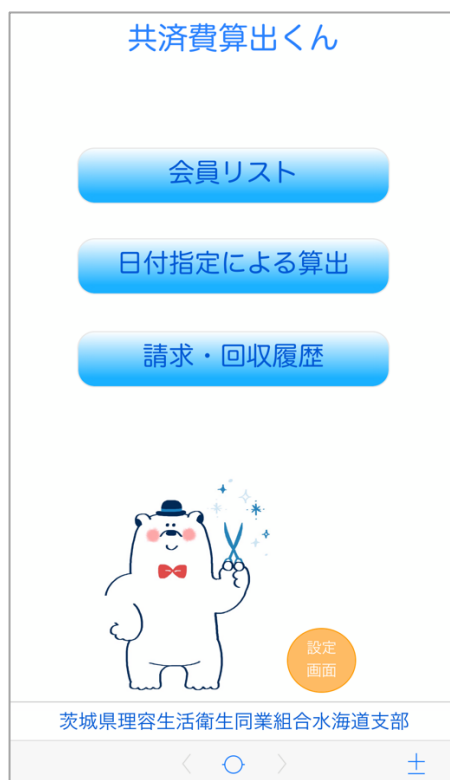 共済費算出くん
会員リスト
日付指定による算出
請求・回収履歴
設定
画面
茨城県理容生活衛生同業組合水海道支部